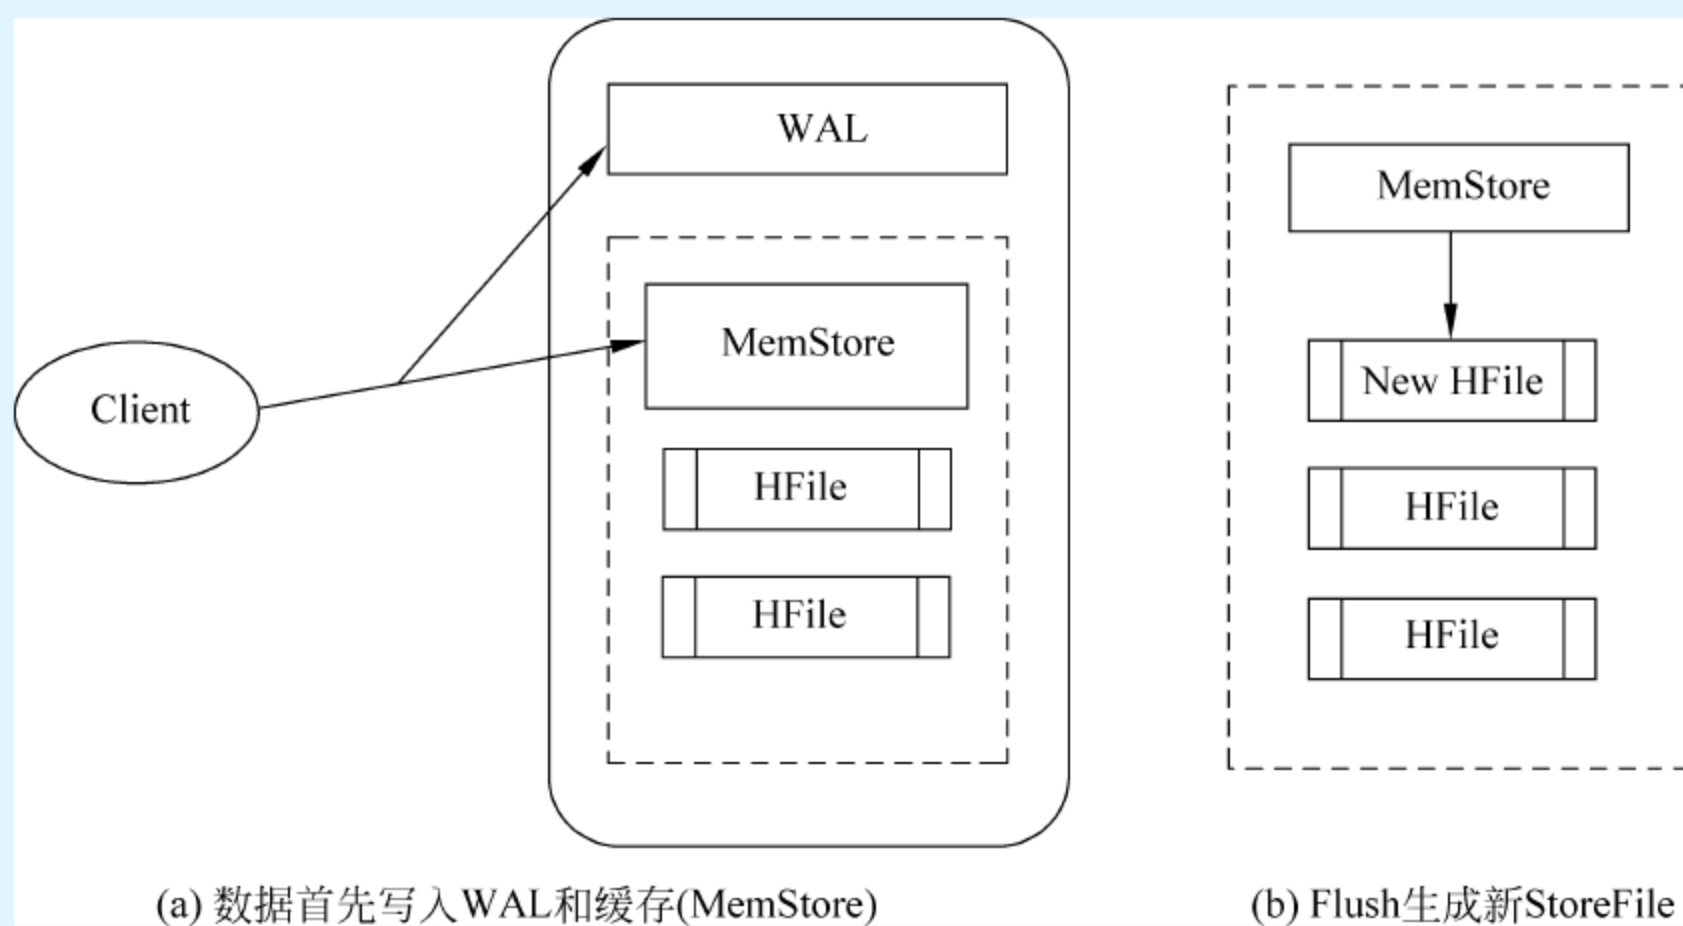 WAL
MemStore
Client
HFile
HFile
(a) 数据首先写入WAL和缓存(MemStore)
MemStore
New HFile
HFile
HFile
(b) Flush生成新StoreFile